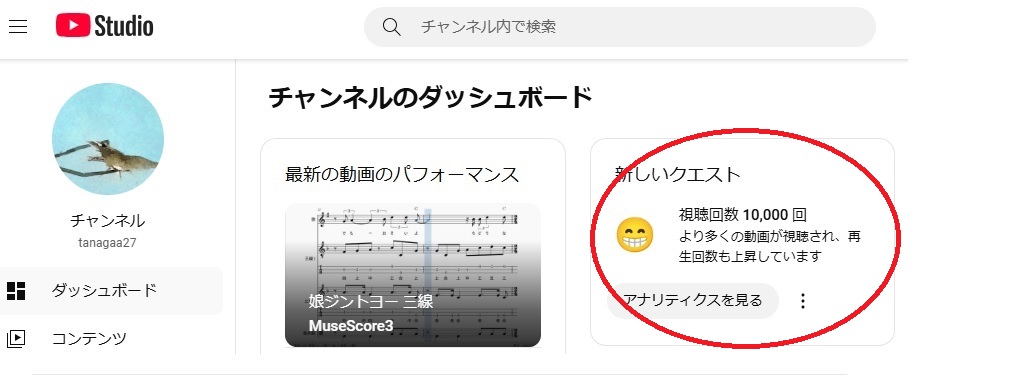 Studio
チャンネル内で検索
チャンネルのダッシュボード
チャンネル
tanagaa27
ダッシュボード
コンテンツ
最新の動画のパフォーマンス
娘ジントヨー 三線
MuseScore3
新しいクエスト
視聴回数 10,000 回
より多くの動画が視聴され、再
生回数も上昇しています
アナリティクスを見る